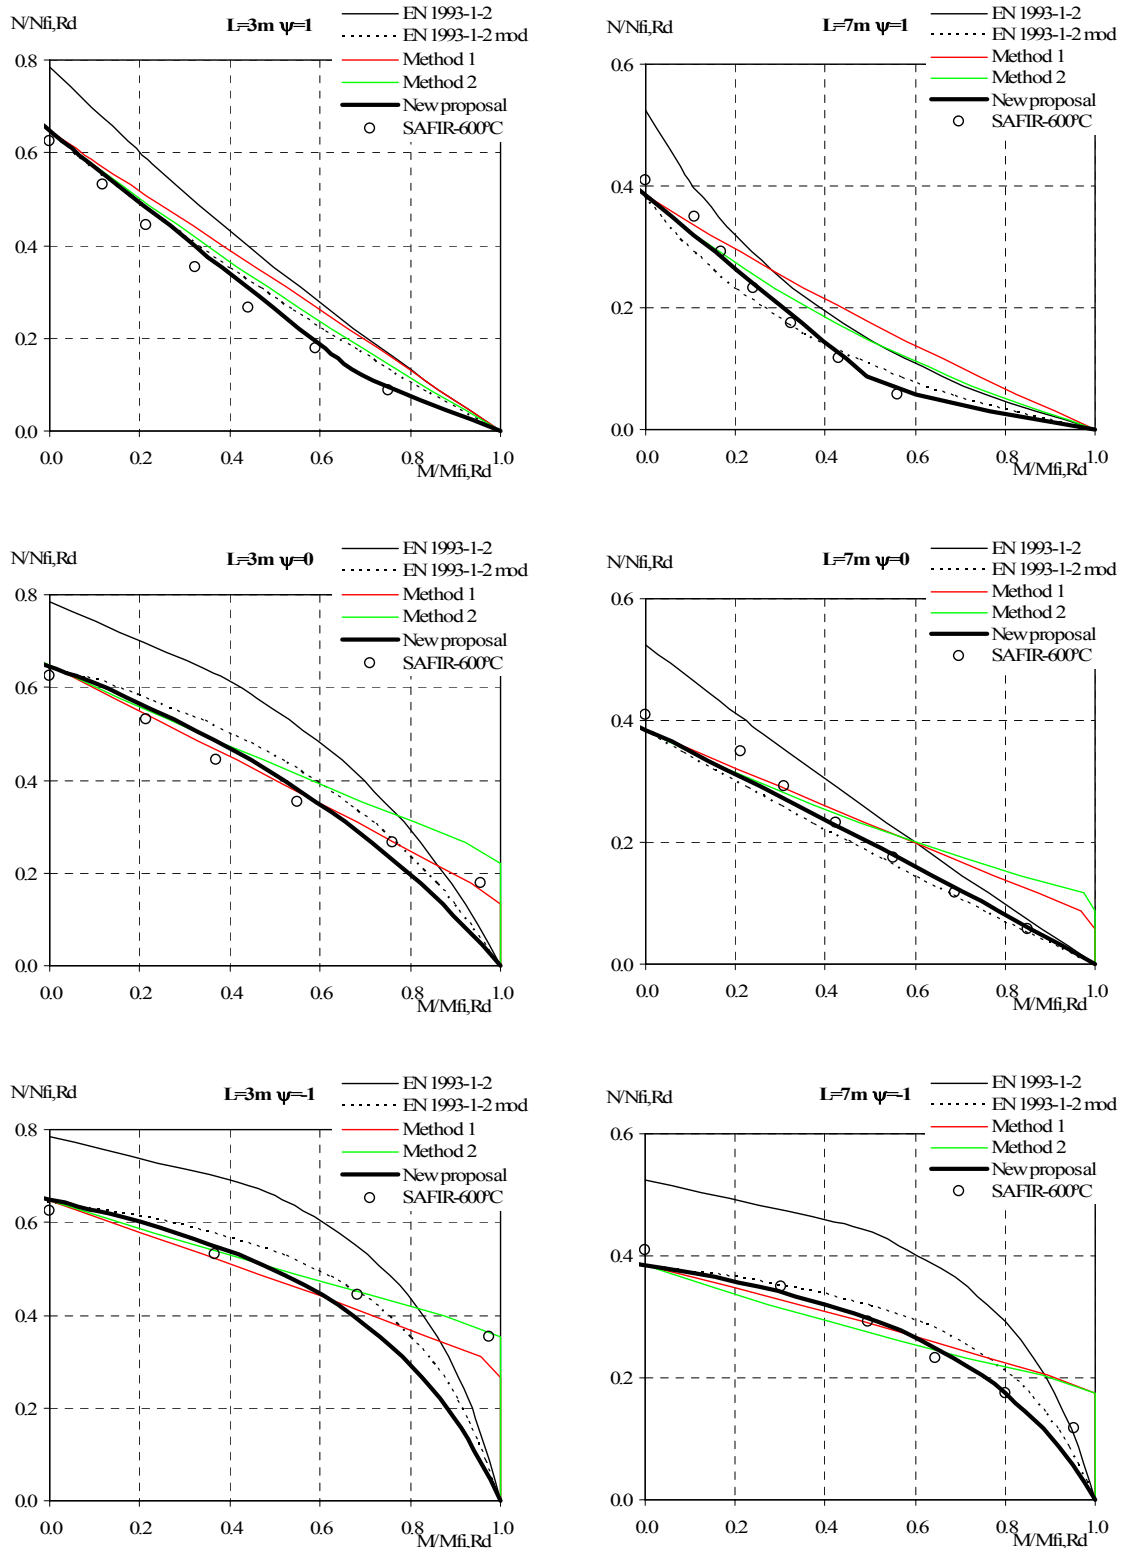 N/Nfi,Rd
L=3m ψ=1
EN 1993-1-2
EN 1993-1-2 mod
Method 1
Method 2
New proposal
SAFIR-600ºC
0.8
0.6
0.4
0.2
0.0
0.0 0.2 0.4 0.6 0.8 1.0
M/Mfi,Rd
N/Nfi,Rd
L=7m ψ=1
EN 1993-1-2
EN 1993-1-2 mod
Method 1
Method 2
New proposal
SAFIR-600ºC
0.6
0.4
0.2
0.0
0.0 0.2 0.4 0.6 0.8 1.0
M/Mfi,Rd
N/Nfi,Rd
L=3m ψ=0
EN 1993-1-2
EN 1993-1-2 mod
Method 1
Method 2
New proposal
SAFIR-600ºC
0.8
0.6
0.4
0.2
0.0
0.0 0.2 0.4 0.6 0.8 1.0
M/Mfi,Rd
N/Nfi,Rd
L=7m ψ=0
EN 1993-1-2
EN 1993-1-2 mod
Method 1
Method 2
New proposal
SAFIR-600ºC
0.6
0.4
0.2
0.0
0.0 0.2 0.4 0.6 0.8 1.0
M/Mfi,Rd
N/Nfi,Rd
L=3m ψ=-1
EN 1993-1-2
EN 1993-1-2 mod
Method 1
Method 2
New proposal
SAFIR-600ºC
0.8
0.6
0.4
0.2
0.0
0.0 0.2 0.4 0.6 0.8 1.0
M/Mfi,Rd
N/Nfi,Rd
L=7m ψ=-1
EN 1993-1-2
EN 1993-1-2 mod
Method 1
Method 2
New proposal
SAFIR-600ºC
0.6
0.4
0.2
0.0
0.0 0.2 0.4 0.6 0.8 1.0
M/Mfi,Rd